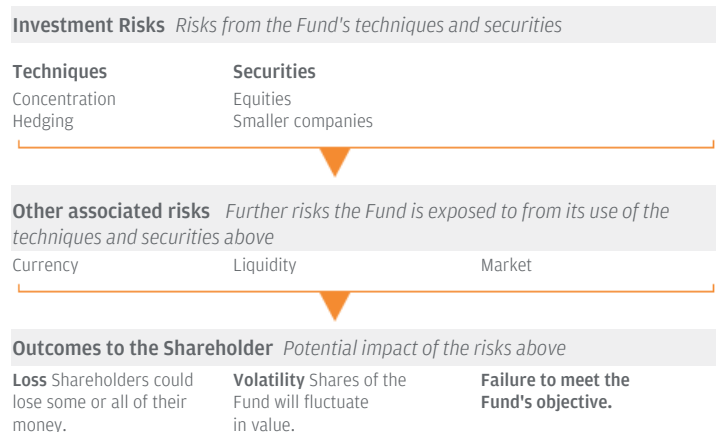 Investment Risks Risks from the Fund's techniques and securities
Techniques Securities
Concentration Equities
Hedging Smaller companies
Other associated risks Further risks the Fund is exposed to from its use of the
techniques and securities above
Currency Liquidity Market
Outcomes to the Shareholder Potential impact of the risks above
Loss Shareholders could
lose some or all of their
money.
Volatility Shares of the
Fund will fluctuate
in value.
Failure to meet the
Fund's objective.